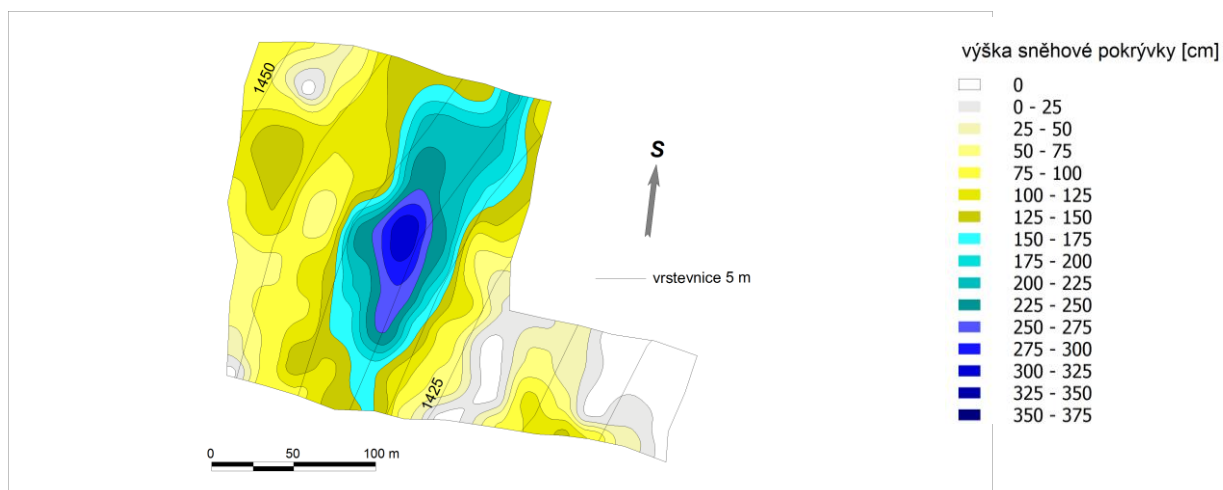 výška sněhové pokrývky [cm]
0
0 - 25
25 - 50
50 - 75
75 - 100
100 - 125
125 - 150
150 - 175
175 - 200
200 - 225
225 - 250
250 - 275
275 - 300
300 - 325
325 - 350
350 - 375
1450
S
vrstevnice 5 m
1425
0 50 100 m